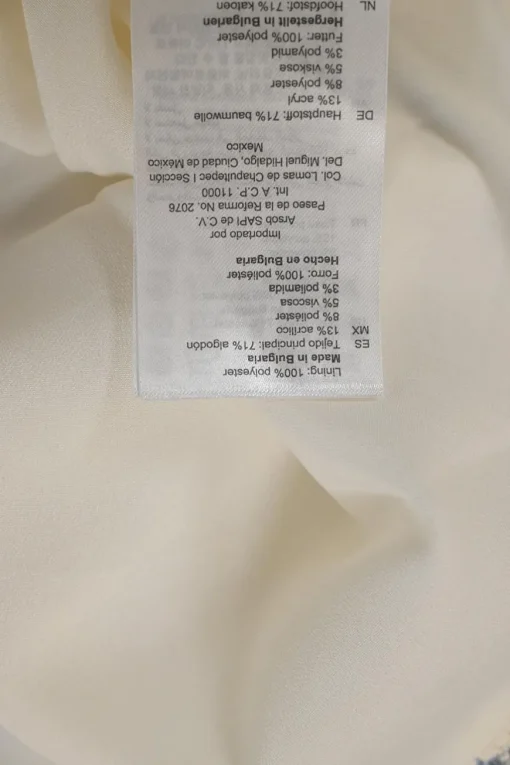 Lining: 100% polyester
Made in Bulgaria
ES Tejido principal: 71% algodón
MX 13% acrílico
8% poliéster
5% viscosa
3% poliamida
Forro: 100% poliéster
Hecho en Bulgaria
Importado por
Arsob SAPI de C.V.
Paseo de la Reforma No. 2076
Int. A C.P. 11000
Col. Lomas de Chapultepec I Sección
Del. Miguel Hidalgo, Ciudad de México
Mexico
DE Hauptstoff: 71% baumwolle
13% acryl
8% polyester
5% viskose
3% polyamid
Futter: 100% polyester
Hergestellt in Bulgarien
NL Hoofdstof: 71% katoen